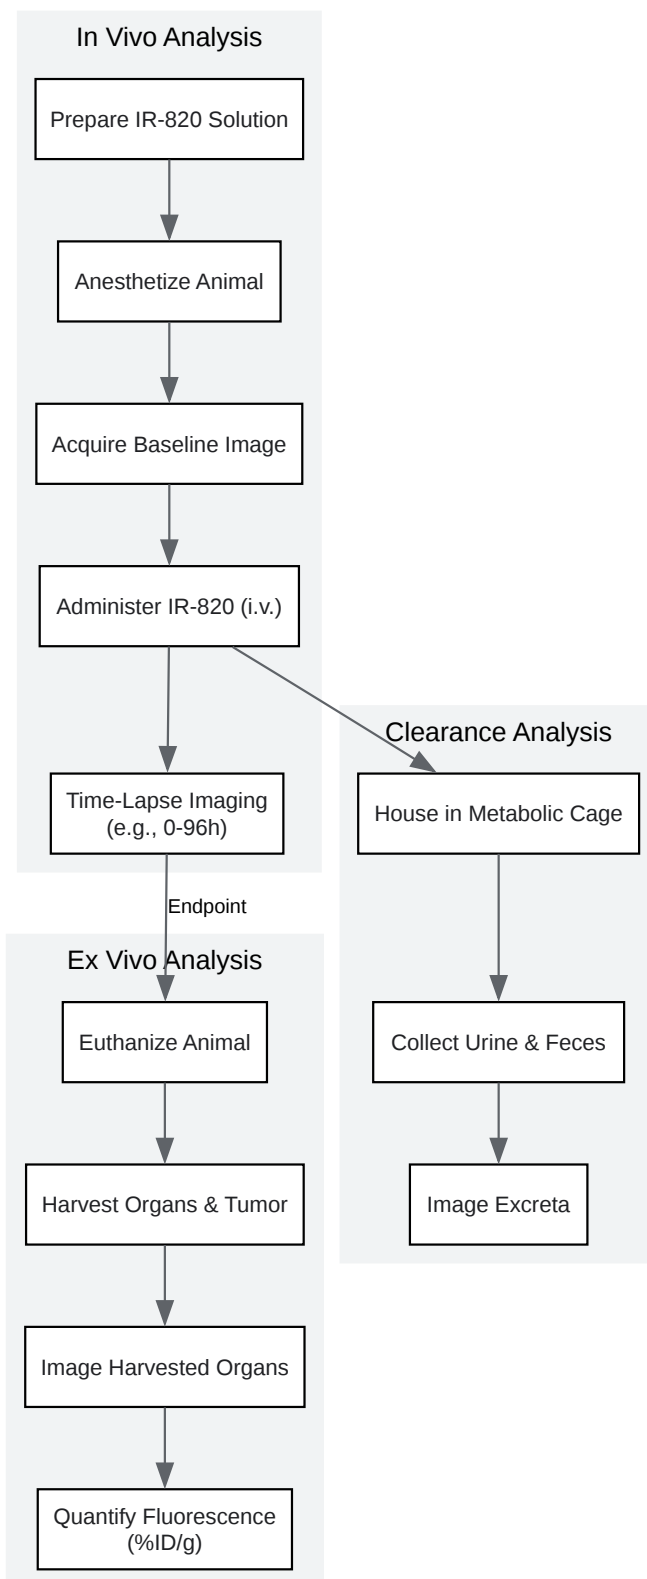 In Vivo Analysis
Prepare IR-820 Solution
Anesthetize Animal
Acquire Baseline Image
Administer IR-820 (i.v.)
Time-Lapse Imaging
(e.g., 0-96h)
Endpoint
Clearance Analysis
House in Metabolic Cage
Collect Urine & Feces
Image Excreta
Ex Vivo Analysis
Euthanize Animal
Harvest Organs & Tumor
Image Harvested Organs
Quantify Fluorescence
(%ID/g)